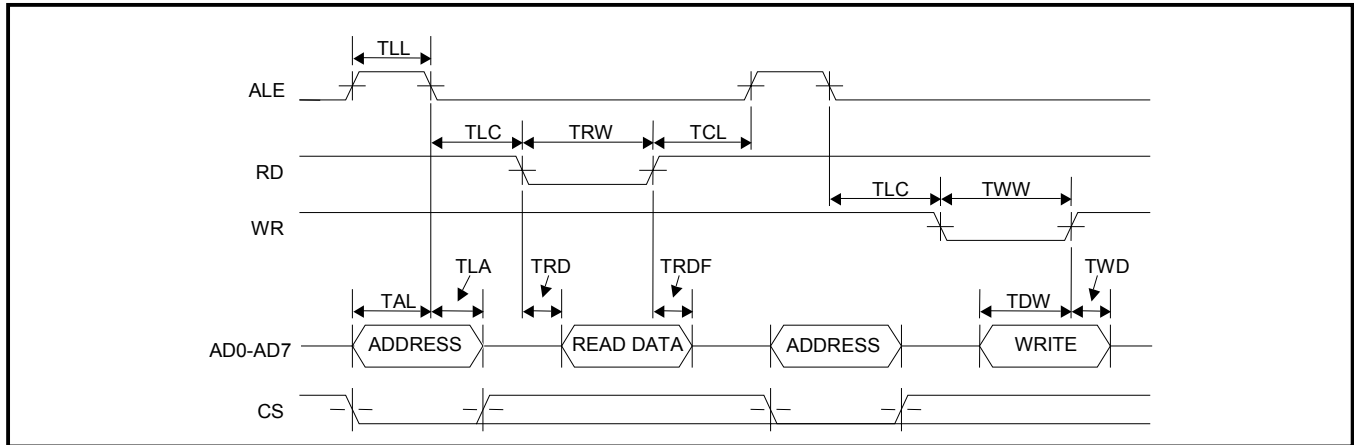 TLL
ALE
TLC TRW TCL
RD
TLC TWW
WR
TLA TRD TRDF TWD
TAL TDW
AD0-AD7 ADDRESS READ DATA ADDRESS WRITE
CS